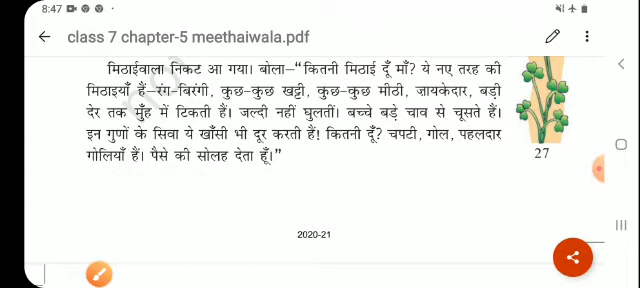 8:47
class 7 chapter-5 meethaiwala.pdf
मिठाईवाला निकट आ गया। बोला–“कितनी मिठाई दूँ माँ? ये नए तरह की
मिठाइयाँ हैं–रंग-बिरंगी, कुछ-कुछ खट्टी, कुछ-कुछ मीठी, जायकेदार, बड़ी
देर तक मुँह में टिकती हैं। जल्दी नहीं घुलतीं। बच्चे बड़े चाव से चूसते हैं।
इन गुणों के सिवा ये खाँसी भी दूर करती हैं! कितनी दूँ? चपटी, गोल, पहलदार
गोलियाँ हैं। पैसे की सोलह देता हूँ।”
27
2020-21